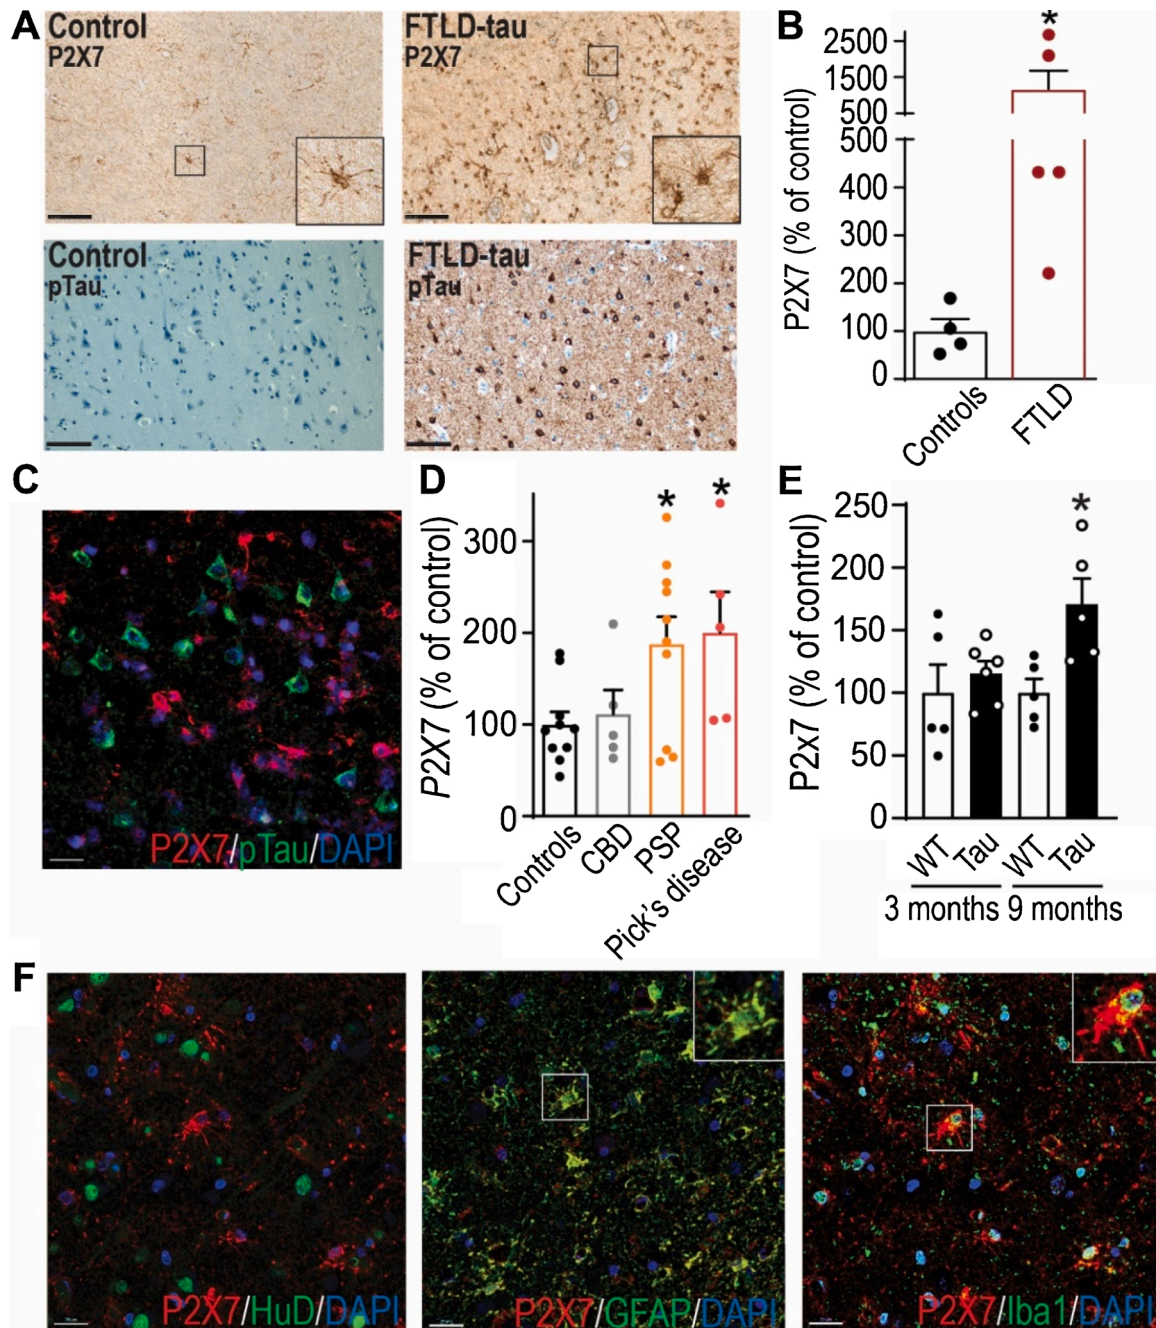 A
Control
P2X7
FTLD-tau
P2X7
Control
pTau
FTLD-tau
pTau
B
P2X7 (% of control)
2500
1500
500
500
400
300
200
100
0
*
Controls
FTLD
C
P2X7/pTau/DAPI
D
P2X7 (% of control)
300
200
100
0
*
*
Controls
CBD
PSP
Pick's disease
E
P2x7 (% of control)
250
200
150
100
50
0
*
WT
Tau
WT
Tau
3 months
9 months
F
P2X7/HuD/DAPI
P2X7/GFAP/DAPI
P2X7/Iba1/DAPI